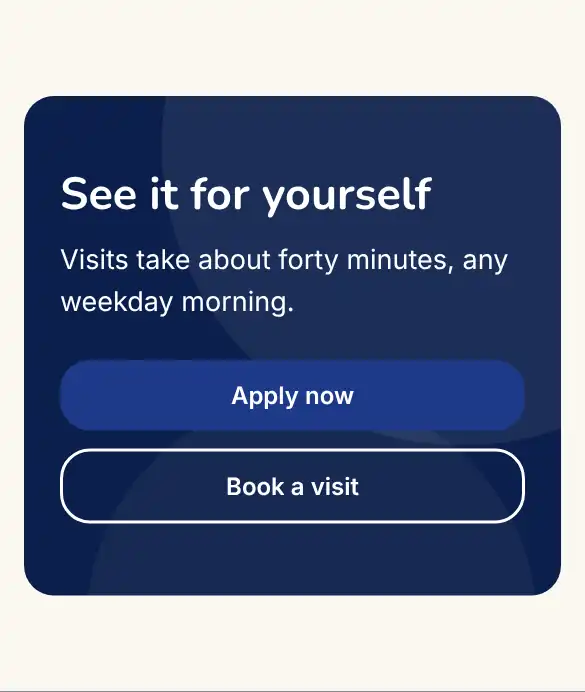 See it for yourself
Visits take about forty minutes, any
weekday morning.
Apply now
Book a visit